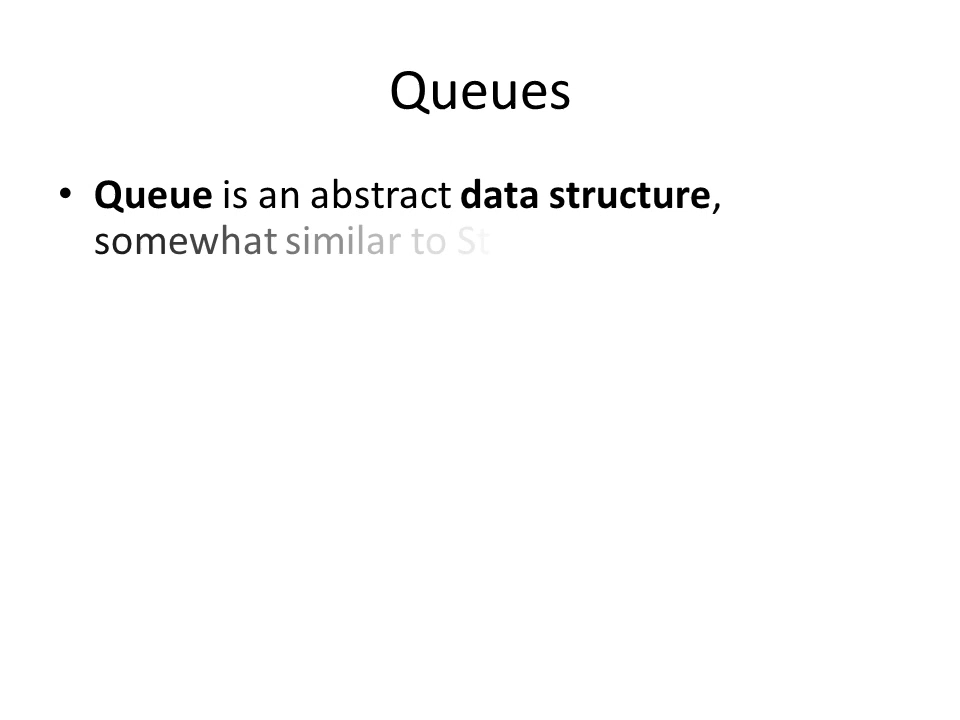 Queues
• Queue is an abstract data structure,
somewhat similar to St